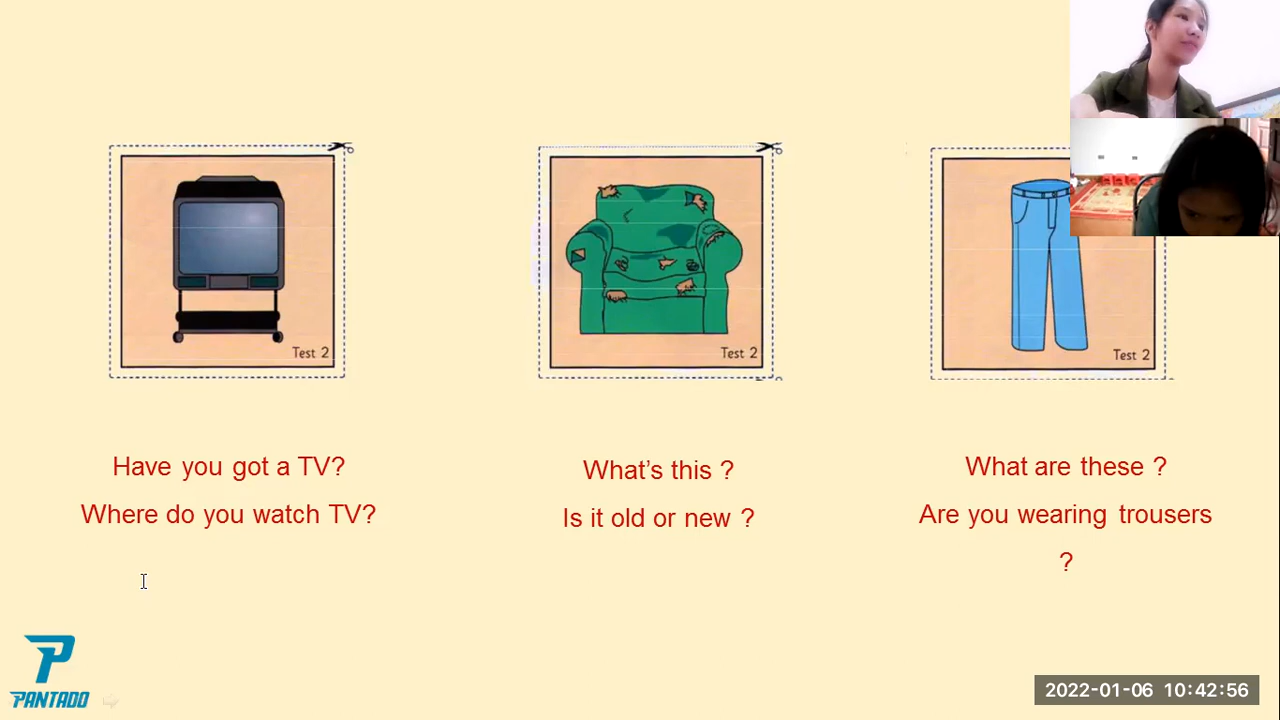 Test 2
Test 2
Test 2
Have you got a TV?
Where do you watch TV?
What's this ?
Is it old or new ?
What are these ?
Are you wearing trousers
?
PANTADO
2022-01-06 10:42:56